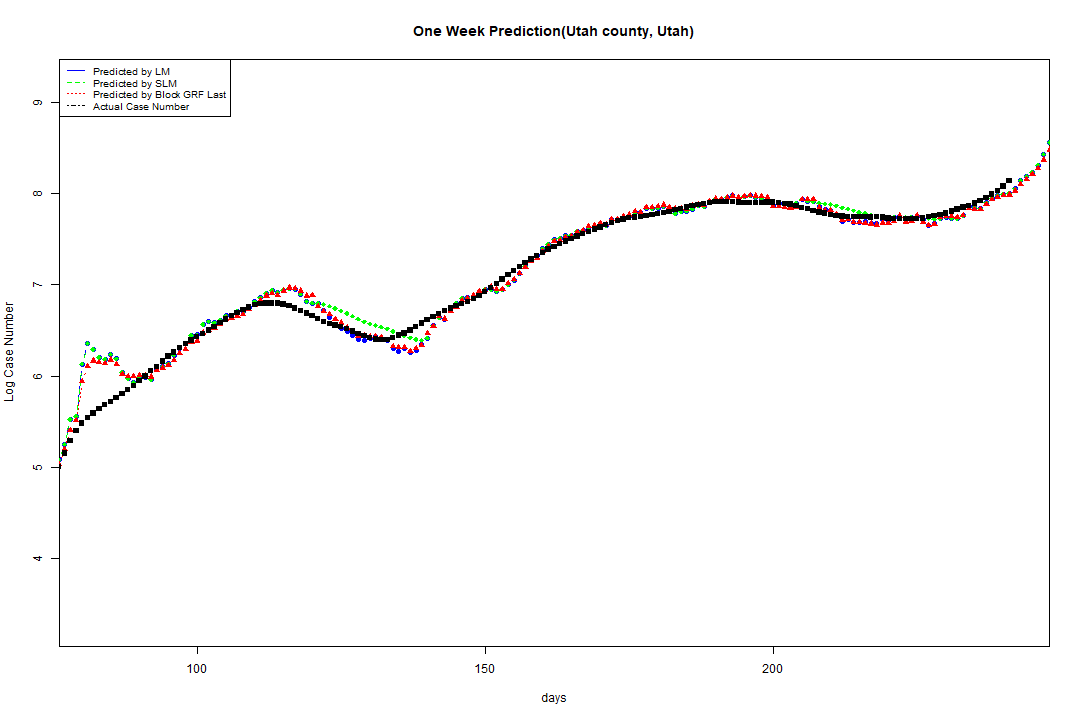 One Week Prediction(Utah county, Utah)
Predicted by LM
Predicted by SLM
Predicted by Block GRF Last
Actual Case Number
9
8
7
6
5
4
Log Case Number
100 150 200
days